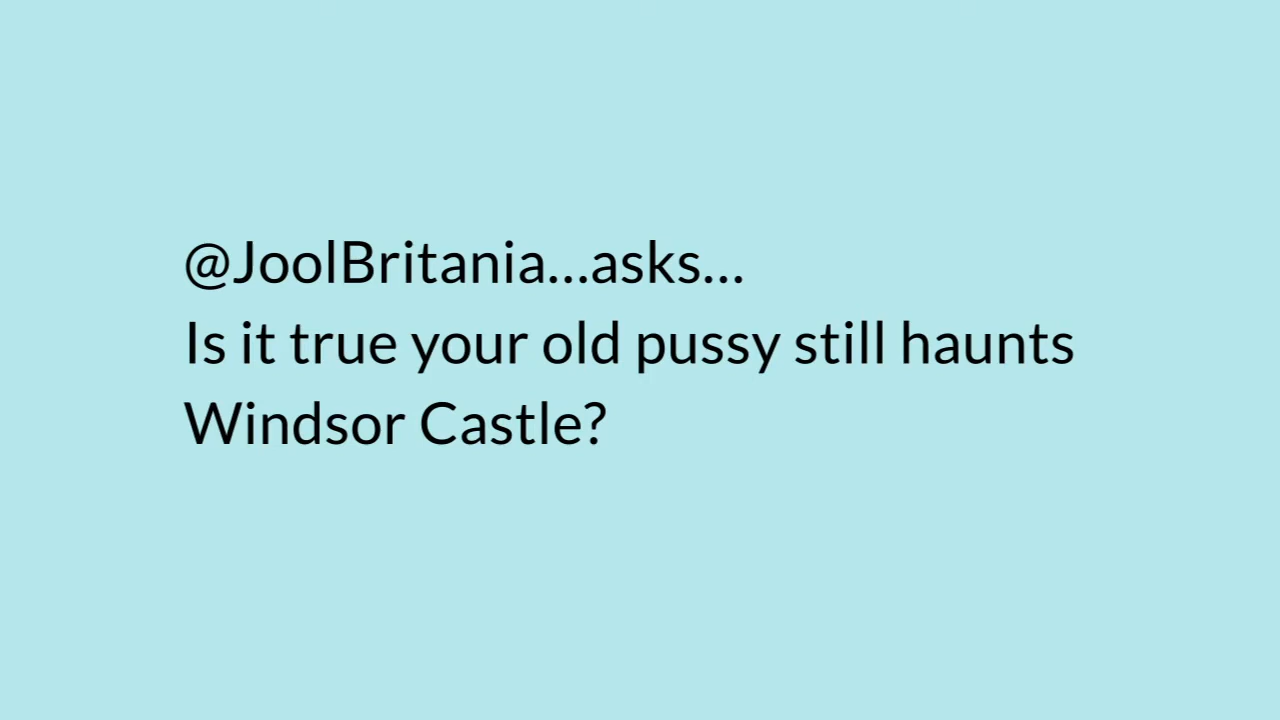 @JoolBritania...asks...
Is it true your old pussy still haunts
Windsor Castle?